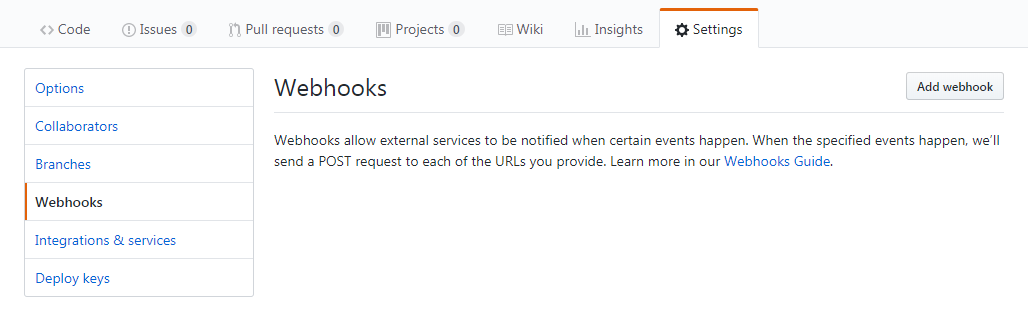 Code Issues 0 Pull requests 0 Projects 0 Wiki Insights Settings
Options
Collaborators
Branches
Webhooks
Integrations & services
Deploy keys
Webhooks
Add webhook
Webhooks allow external services to be notified when certain events happen. When the specified events happen, we’ll
send a POST request to each of the URLs you provide. Learn more in our Webhooks Guide.